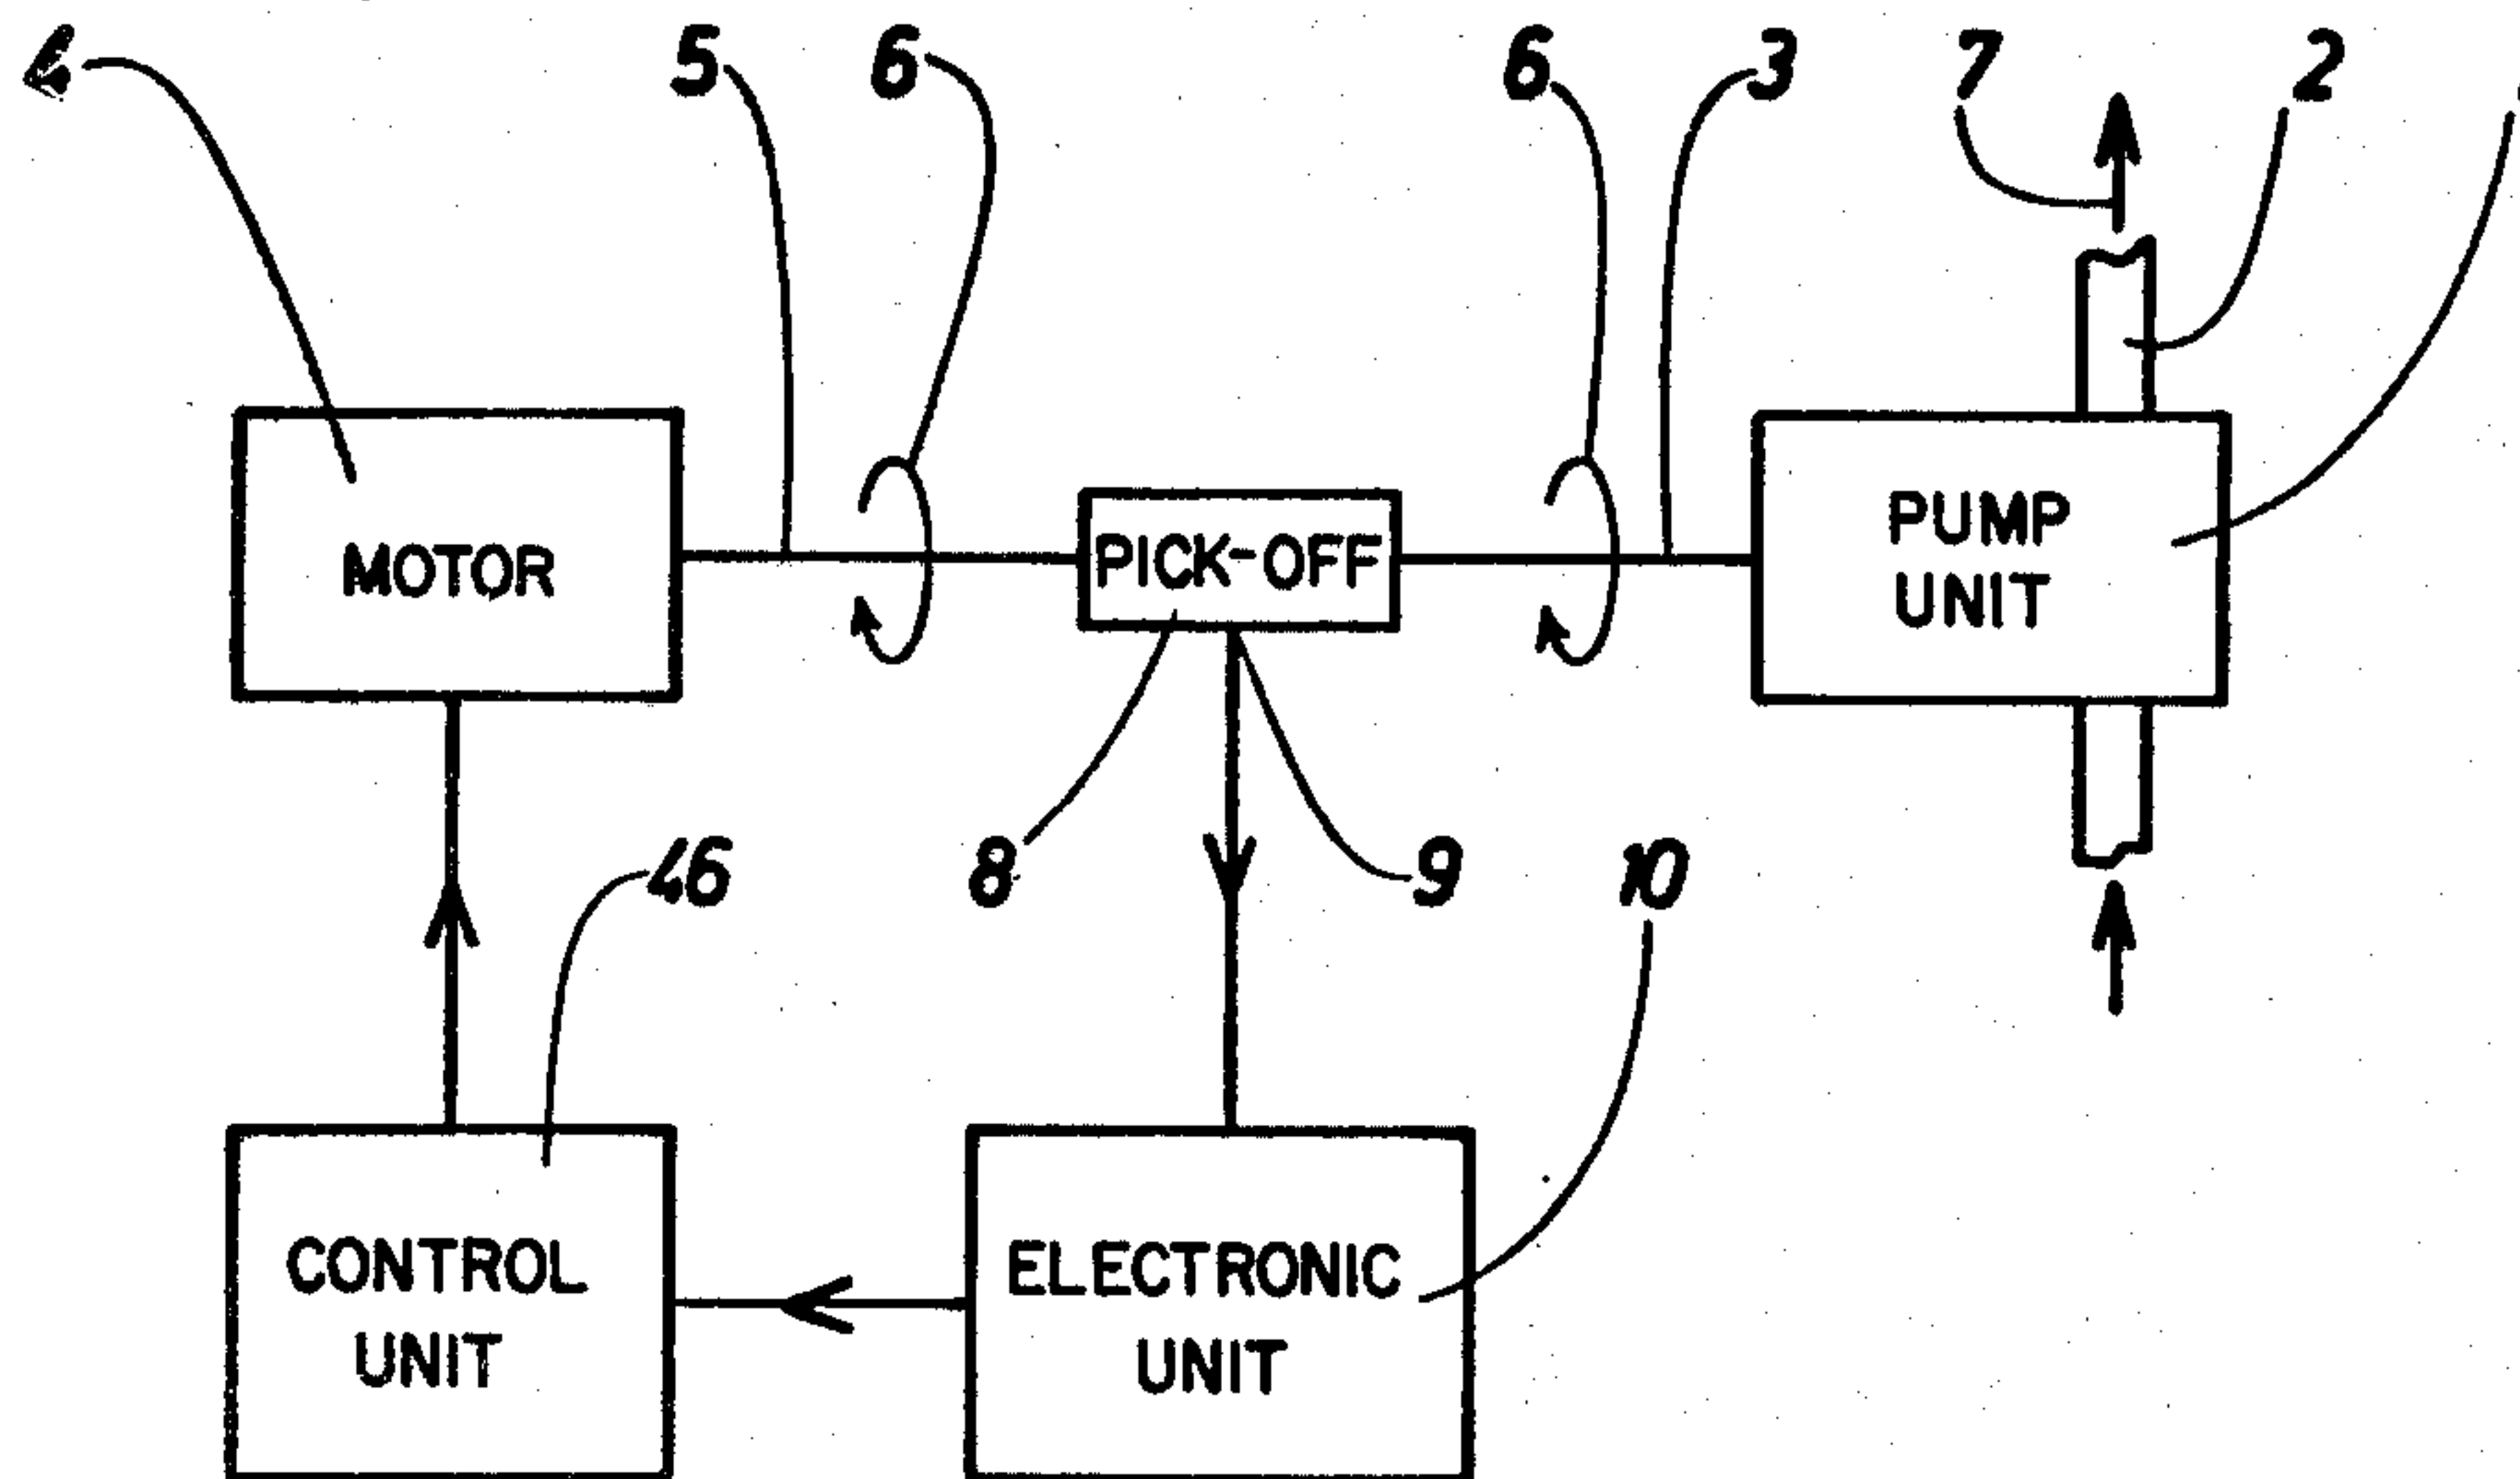 4 5 6 6 3 7 2
MOTOR
PICK-OFF
PUMP
UNIT
46 8 9 10
CONTROL
UNIT
ELECTRONIC
UNIT